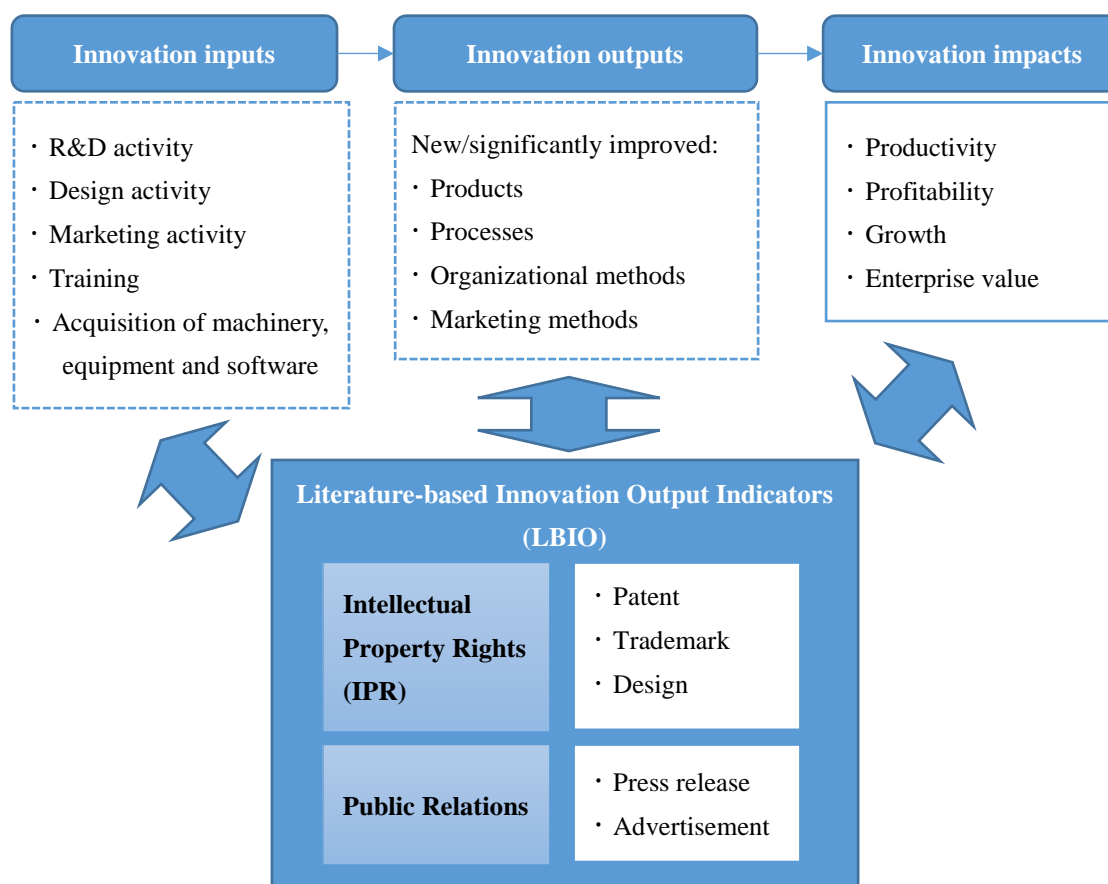 Innovation inputs
Innovation outputs
Innovation impacts
・R&D activity
・Design activity
・Marketing activity
・Training
・Acquisition of machinery,
equipment and software
New/significantly improved:
・Products
・Processes
・Organizational methods
・Marketing methods
・Productivity
・Profitability
・Growth
・Enterprise value
Literature-based Innovation Output Indicators
(LBIO)
Intellectual
Property Rights
(IPR)
・Patent
・Trademark
・Design
Public Relations
・Press release
・Advertisement